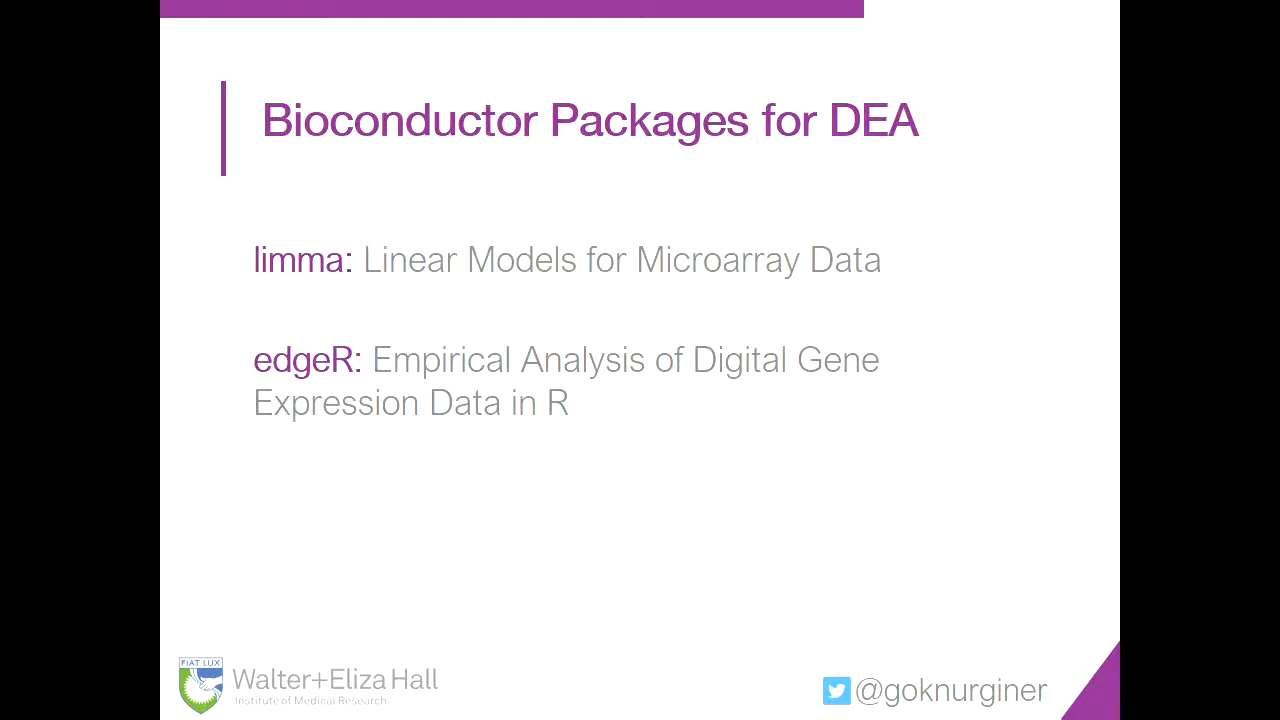 Bioconductor Packages for DEA
limma: Linear Models for Microarray Data
edgeR: Empirical Analysis of Digital Gene
Expression Data in R
FIAT LUX
Walter+Eliza Hall
Institute of Medical Research
@goknurginer